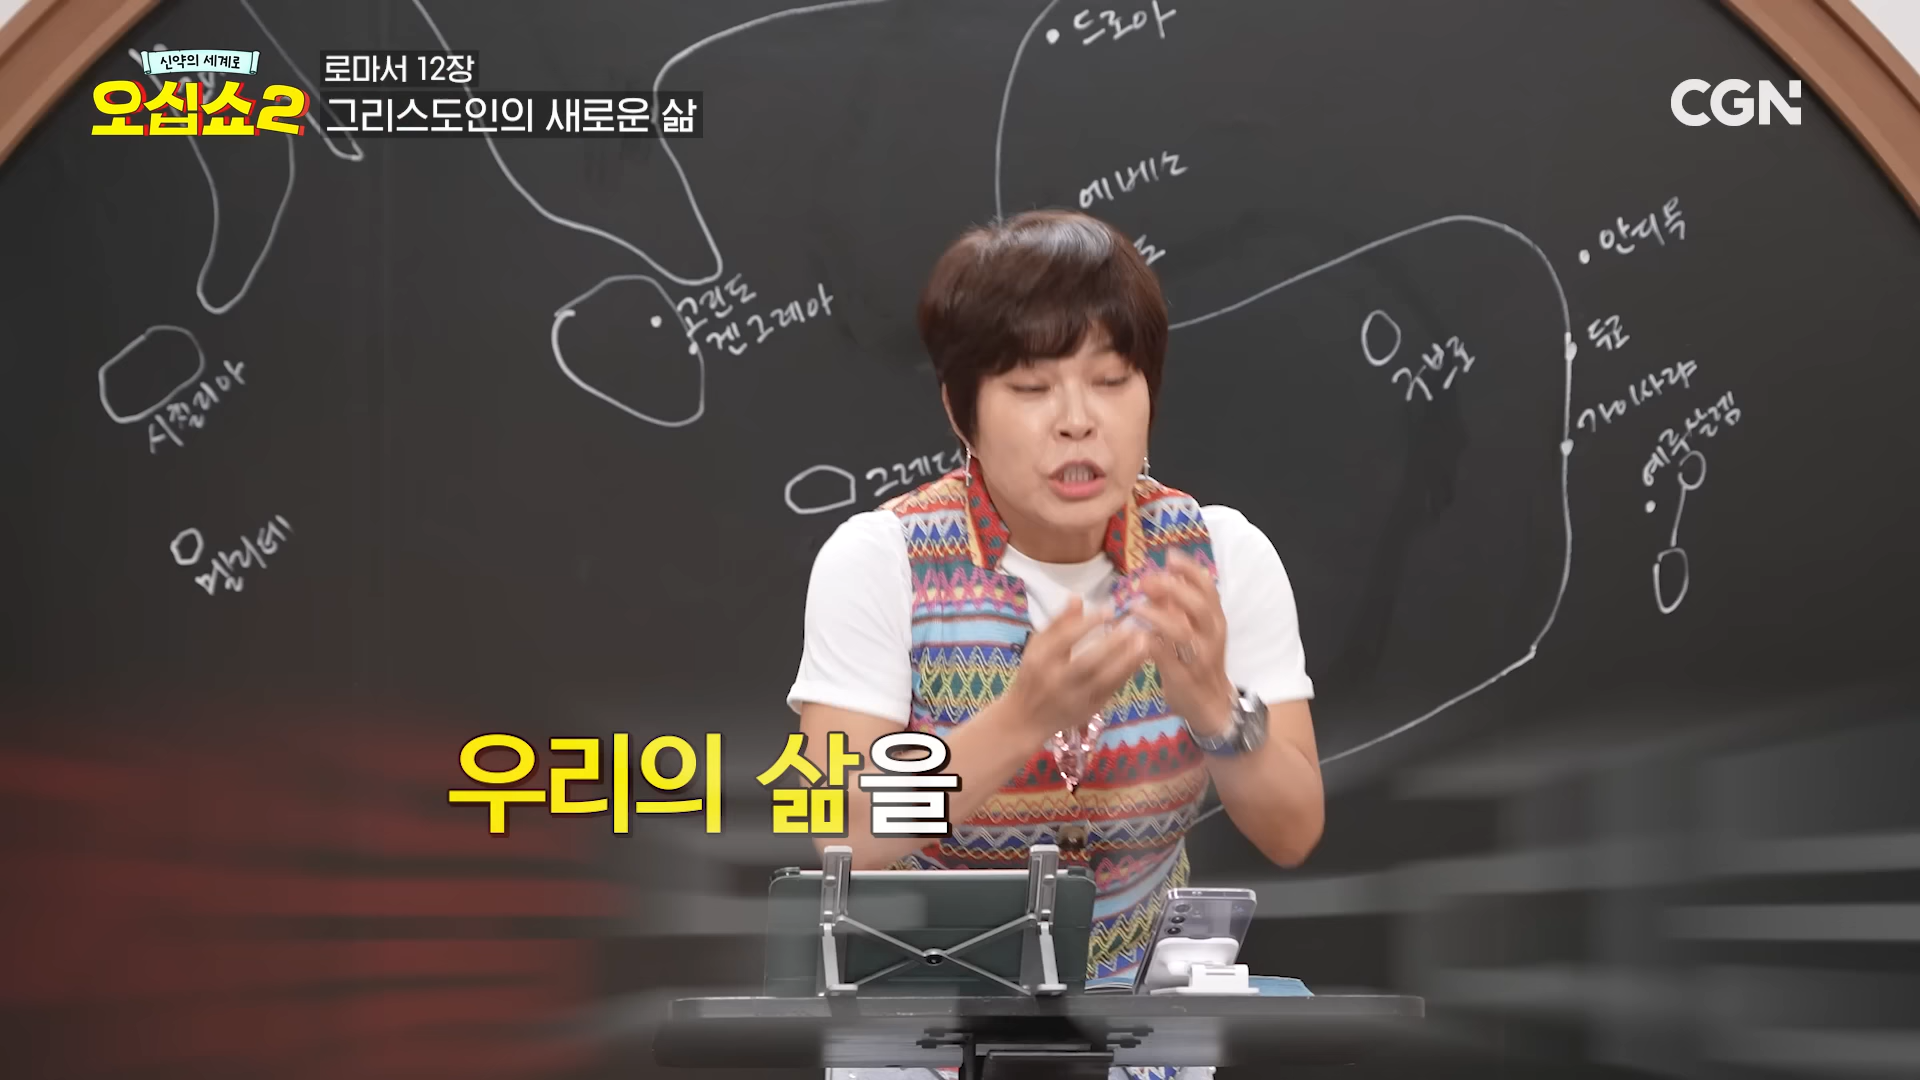 신약의 세계로
오십쇼2
로마서 12장
그리스도인의 새로운 삶
CGN
드로아
에베소
안디옥
고린도
겐그레아
두로
구브로
가이사랴
예루살렘
시칠리아
그레데
멜리데
우리의 삶을